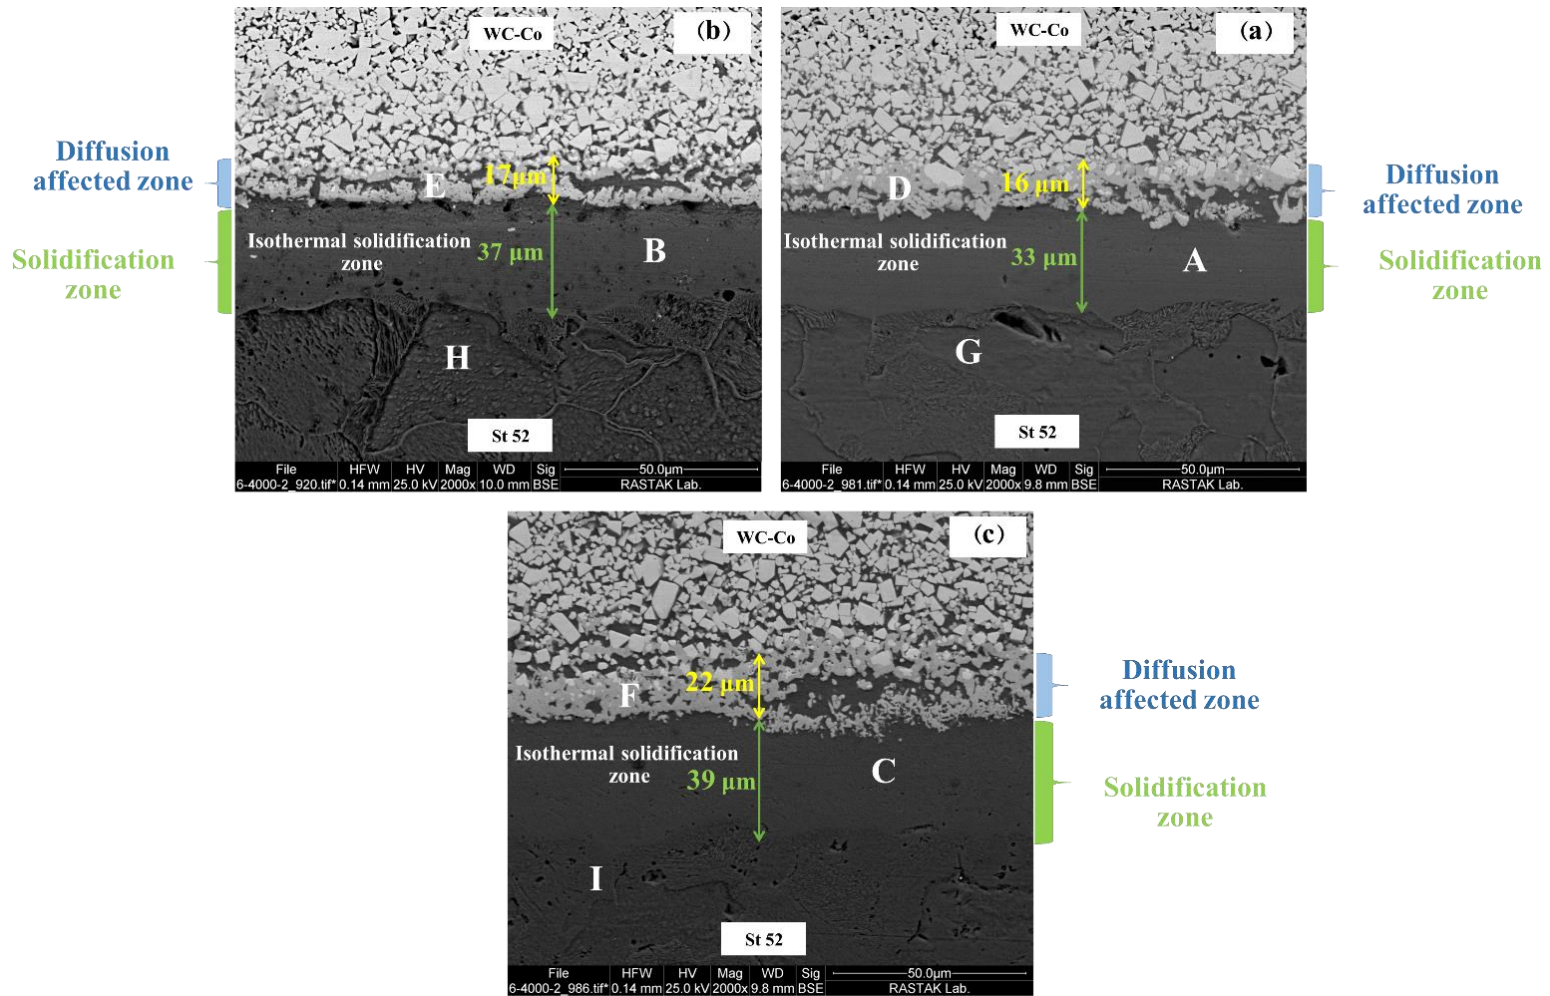 WC-Co
(b)
Diffusion
affected zone
E
17µm
Isothermal solidification
zone
37 µm
B
Solidification
zone
H
St 52
File HFW HV Mag WD Sig 50.0µm
6-4000-2_920.tif* 0.14 mm 25.0 kV 2000x 10.0 mm BSE RASTAK Lab.
WC-Co
(a)
D
16 µm
Diffusion
affected zone
Isothermal solidification
zone
33 µm
A
Solidification
zone
G
St 52
File HFW HV Mag WD Sig 50.0µm
6-4000-2_981.tif* 0.14 mm 25.0 kV 2000x 9.8 mm BSE RASTAK Lab.
WC-Co
(c)
F
22 µm
Diffusion
affected zone
Isothermal solidification
zone
39 µm
C
Solidification
zone
I
St 52
File HFW HV Mag WD Sig 50.0µm
6-4000-2_986.tif* 0.14 mm 25.0 kV 2000x 9.8 mm BSE RASTAK Lab.